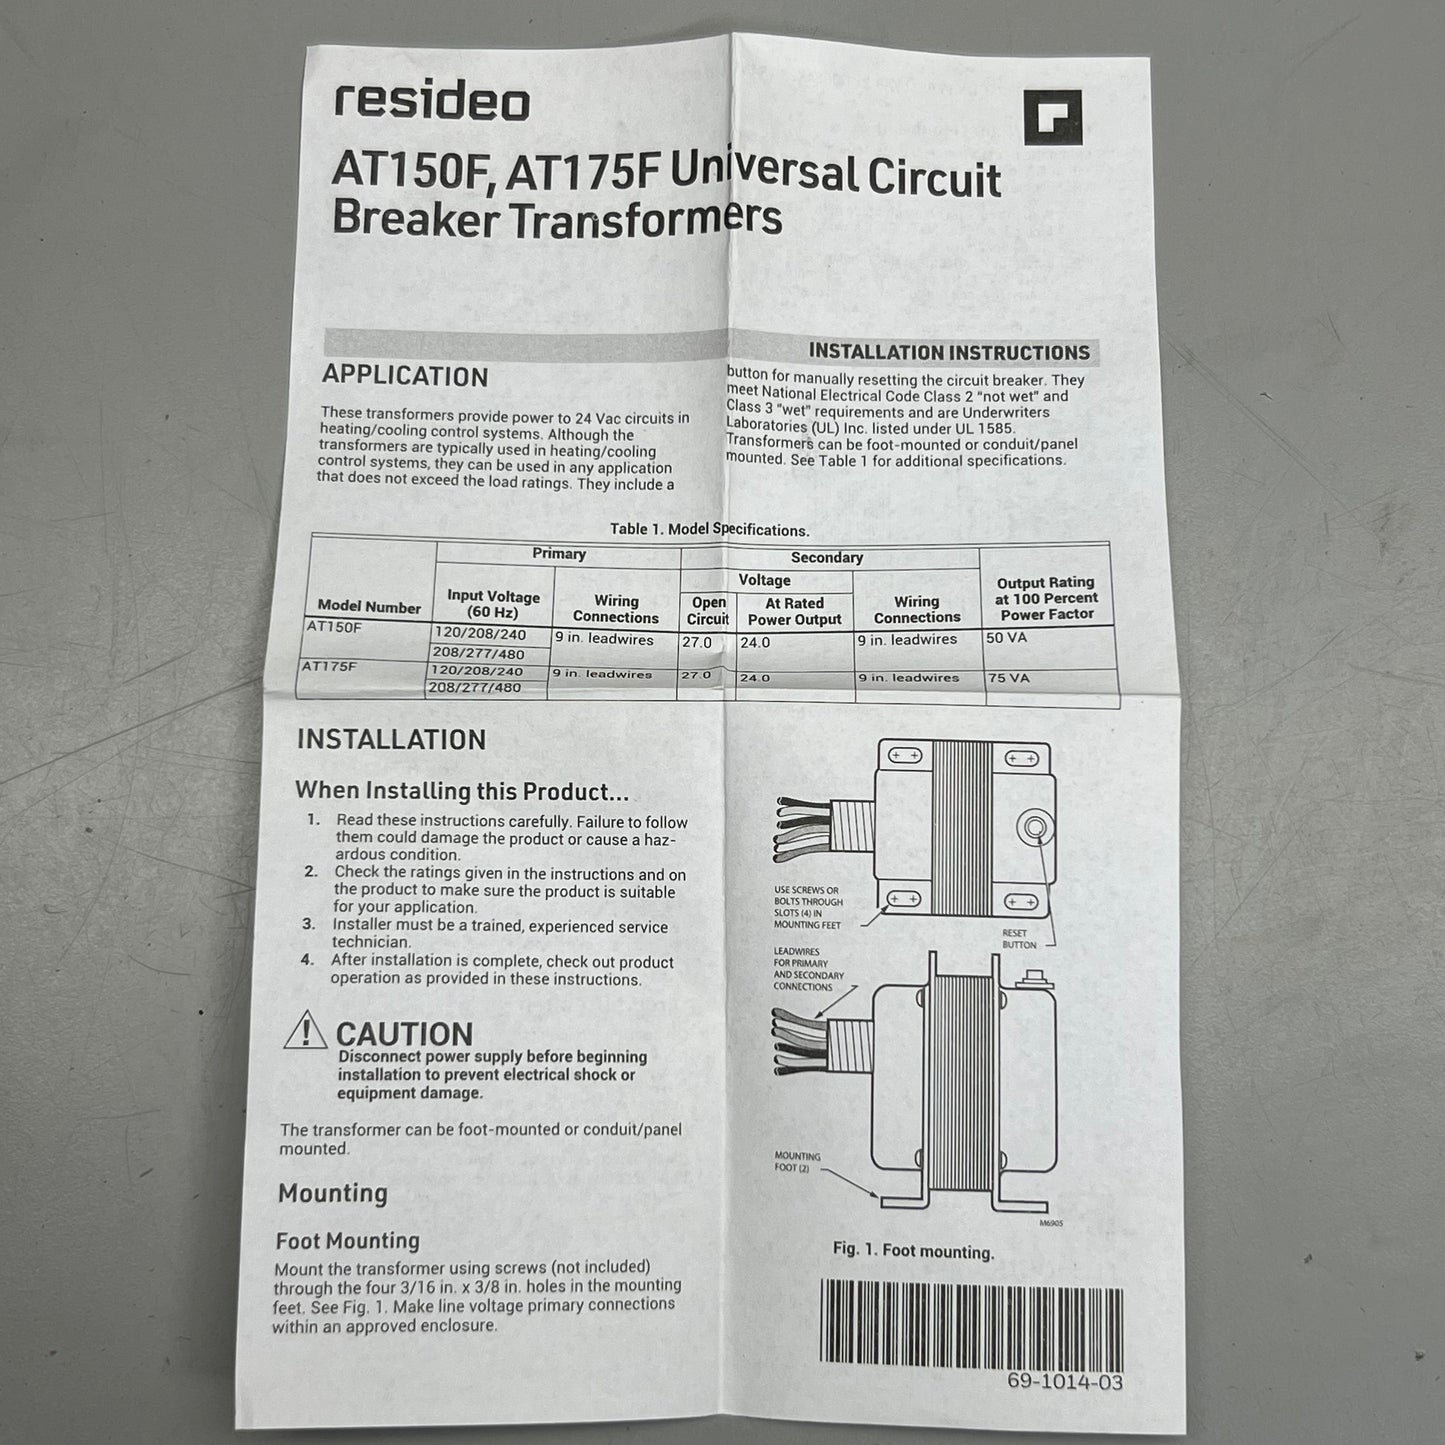 resideo
AT150F, AT175F Universal Circuit
Breaker Transformers
INSTALLATION INSTRUCTIONS
APPLICATION
These transformers provide power to 24 Vac circuits in
heating/cooling control systems. Although the
transformers are typically used in heating/cooling
control systems, they can be used in any application
that does not exceed the load ratings. They include a
button for manually resetting the circuit breaker. They
meet National Electrical Code Class 2 "not wet" and
Class 3 "wet" requirements and are Underwriters
Laboratories (UL) Inc. listed under UL 1585.
Transformers can be foot-mounted or conduit/panel
mounted. See Table 1 for additional specifications.
Table 1. Model Specifications.
Primary Secondary
Voltage
Model Number Input Voltage (60 Hz) Wiring Connections Open Circuit At Rated Power Output Wiring Connections Output Rating at 100 Percent Power Factor
AT150F 120/208/240 9 in. leadwires 27.0 24.0 9 in. leadwires 50 VA
208/277/480
AT175F 120/208/240 9 in. leadwires 27.0 24.0 9 in. leadwires 75 VA
208/277/480
INSTALLATION
When Installing this Product...
1. Read these instructions carefully. Failure to follow
them could damage the product or cause a haz-
ardous condition.
2. Check the ratings given in the instructions and on
the product to make sure the product is suitable
for your application.
3. Installer must be a trained, experienced service
technician.
4. After installation is complete, check out product
operation as provided in these instructions.
! CAUTION
Disconnect power supply before beginning
installation to prevent electrical shock or
equipment damage.
The transformer can be foot-mounted or conduit/panel
mounted.
Mounting
Foot Mounting
Mount the transformer using screws (not included)
through the four 3/16 in. x 3/8 in. holes in the mounting
feet. See Fig. 1. Make line voltage primary connections
within an approved enclosure.
USE SCREWS OR
BOLTS THROUGH
SLOTS (4) IN
MOUNTING FEET
RESET
BUTTON
LEADWIRES
FOR PRIMARY
AND SECONDARY
CONNECTIONS
MOUNTING
FOOT (2)
M6905
Fig. 1. Foot mounting.
69-1014-03